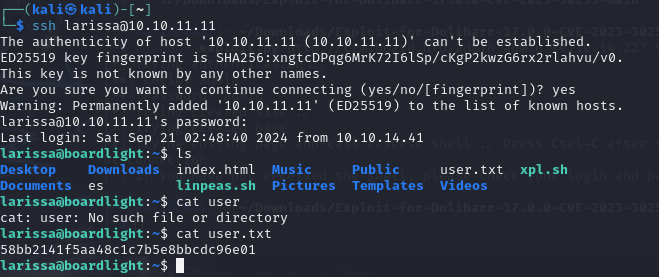 ┌──(kali㉿kali)-[~]
└─$ ssh larissa@10.10.11.11
The authenticity of host '10.10.11.11 (10.10.11.11)' can't be established.
ED25519 key fingerprint is SHA256:xngtcDPqg6MrK72I6lSp/cKgP2kwzG6rx2rlahvu/v0.
This key is not known by any other names.
Are you sure you want to continue connecting (yes/no/[fingerprint])? yes
Warning: Permanently added '10.10.11.11' (ED25519) to the list of known hosts.
larissa@10.10.11.11's password:
Last login: Sat Sep 21 02:48:40 2024 from 10.10.14.41
larissa@boardlight:~$ ls
Desktop Downloads index.html Music Public user.txt xpl.sh
Documents es linpeas.sh Pictures Templates Videos
larissa@boardlight:~$ cat user
cat: user: No such file or directory
larissa@boardlight:~$ cat user.txt
58bb2141f5aa48c1c7b5e8bbcdc96e01
larissa@boardlight:~$